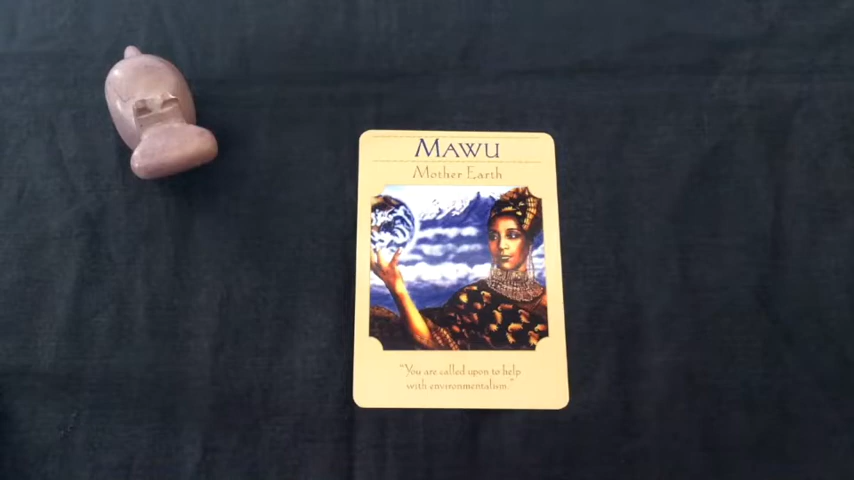 MAWU
Mother Earth
"You are called upon to help
with environmentalism."